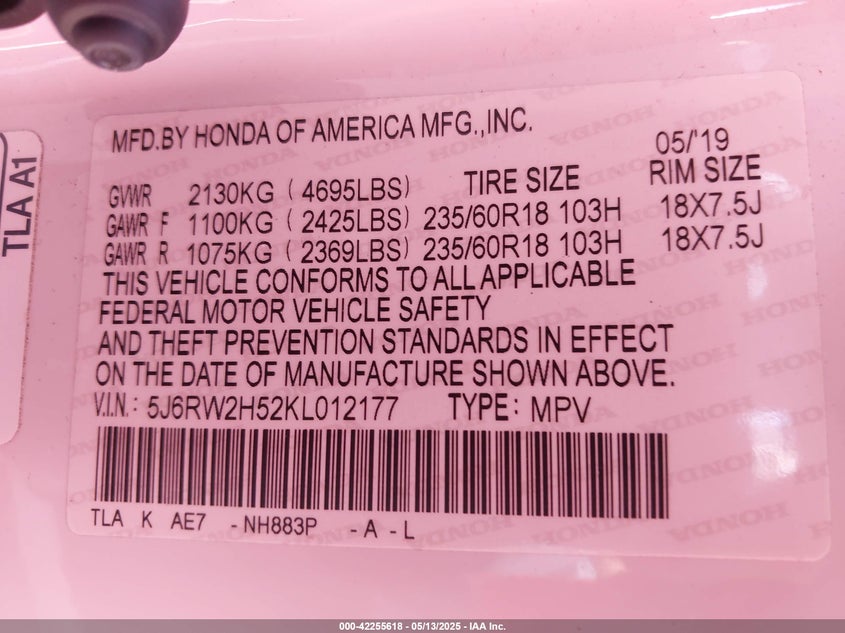 TLA A1
MFD.BY HONDA OF AMERICA MFG.,INC. 05/'19
GVWR 2130KG (4695LBS) TIRE SIZE RIM SIZE
GAWR F 1100KG (2425LBS) 235/60R18 103H 18X7.5J
GAWR R 1075KG (2369LBS) 235/60R18 103H 18X7.5J
THIS VEHICLE CONFORMS TO ALL APPLICABLE
FEDERAL MOTOR VEHICLE SAFETY
AND THEFT PREVENTION STANDARDS IN EFFECT
ON THE DATE OF MANUFACTURE SHOWN ABOVE.
V.I.N.: 5J6RW2H52KL012177 TYPE: MPV
TLA K AE7 -NH883P -A -L
000-42255618 - 05/13/2025 - IAA Inc.